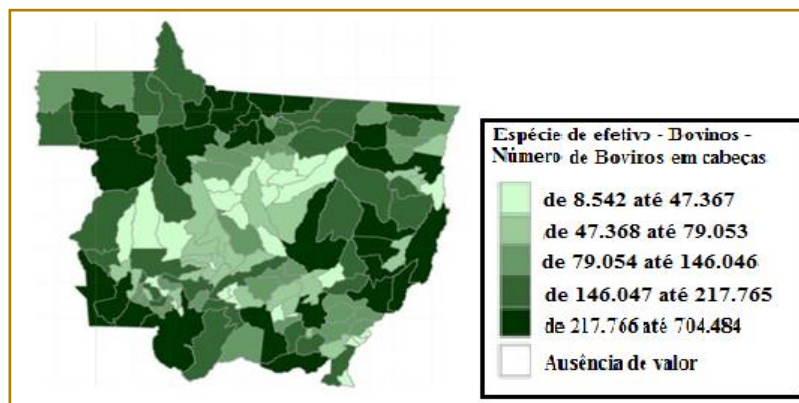 Espécie de efetivo - Bovinos -
Número de Boviros em cabeças
de 8.542 até 47.367
de 47.368 até 79.053
de 79.054 até 146.046
de 146.047 até 217.765
de 217.766 até 704.484
Ausência de valor